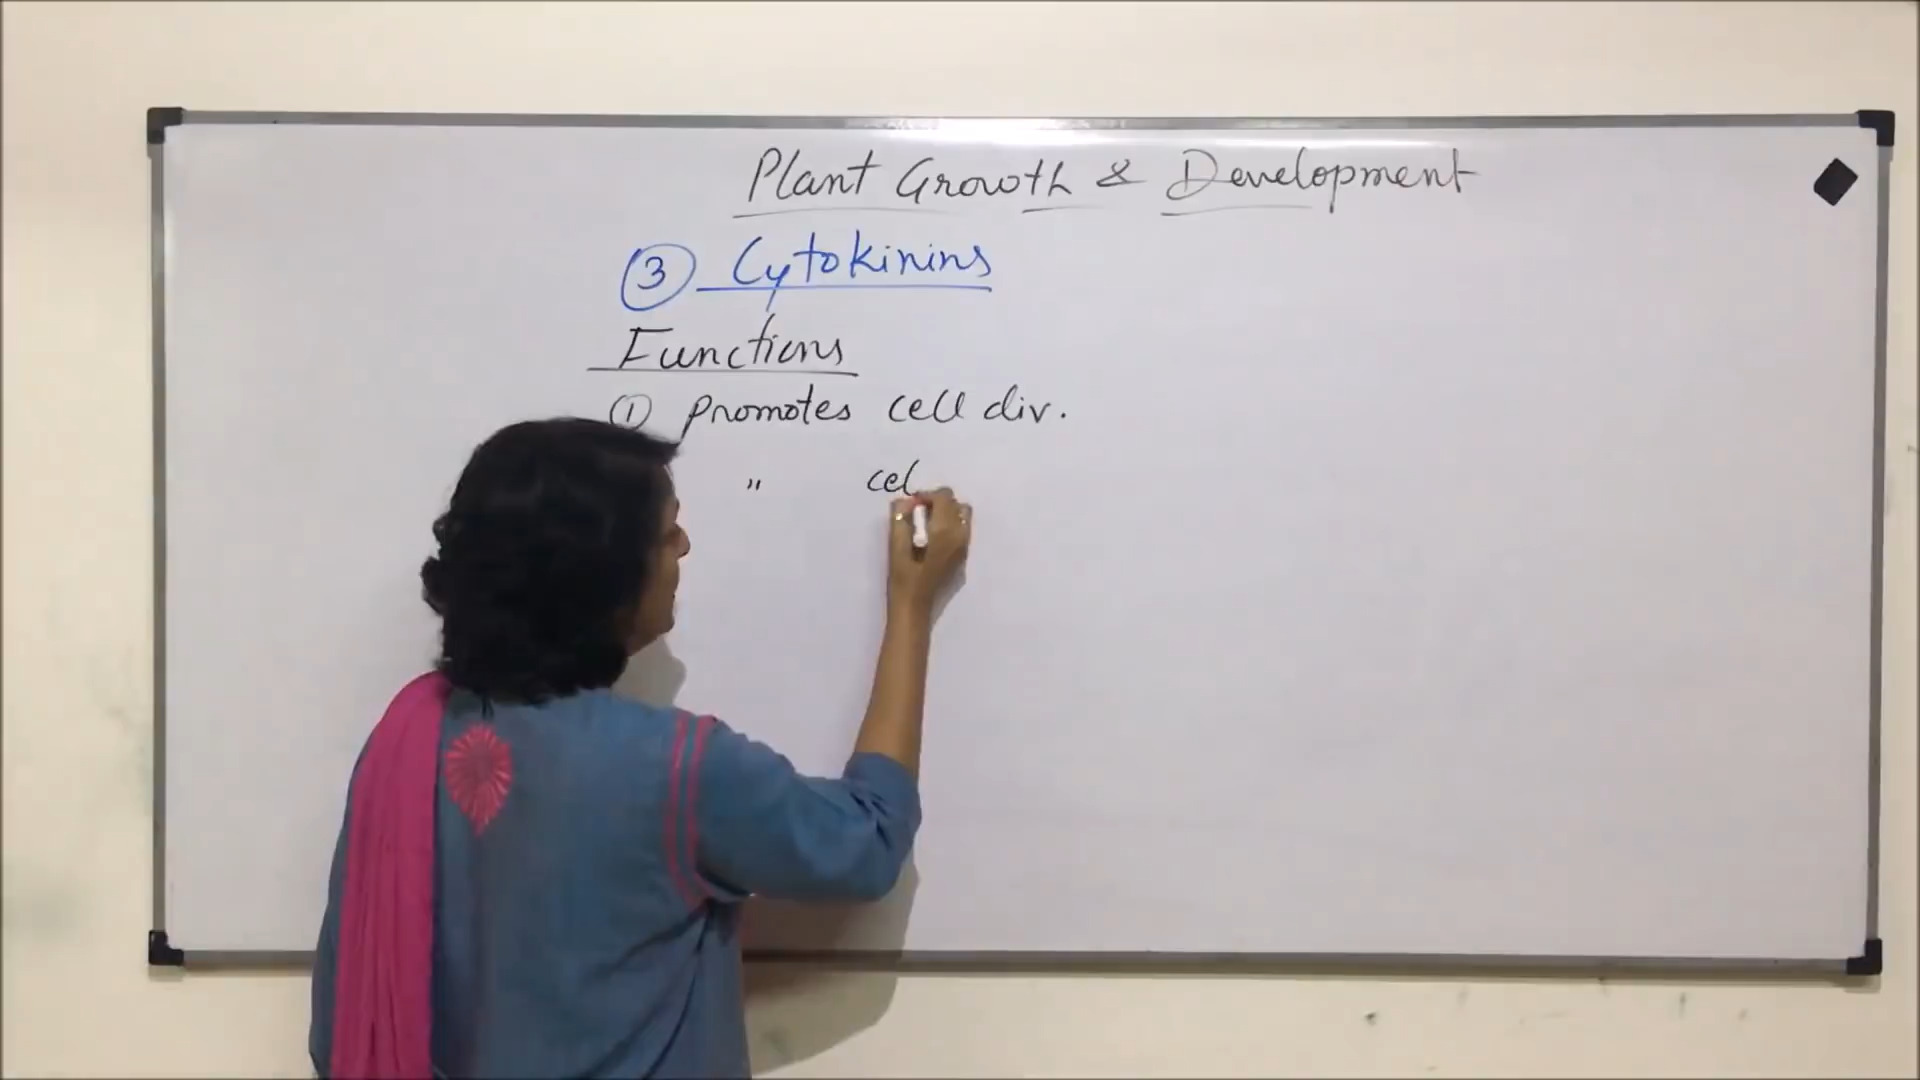 Plant Growth & Development
③ Cytokinins
Functions
① promotes cell div.
" cel